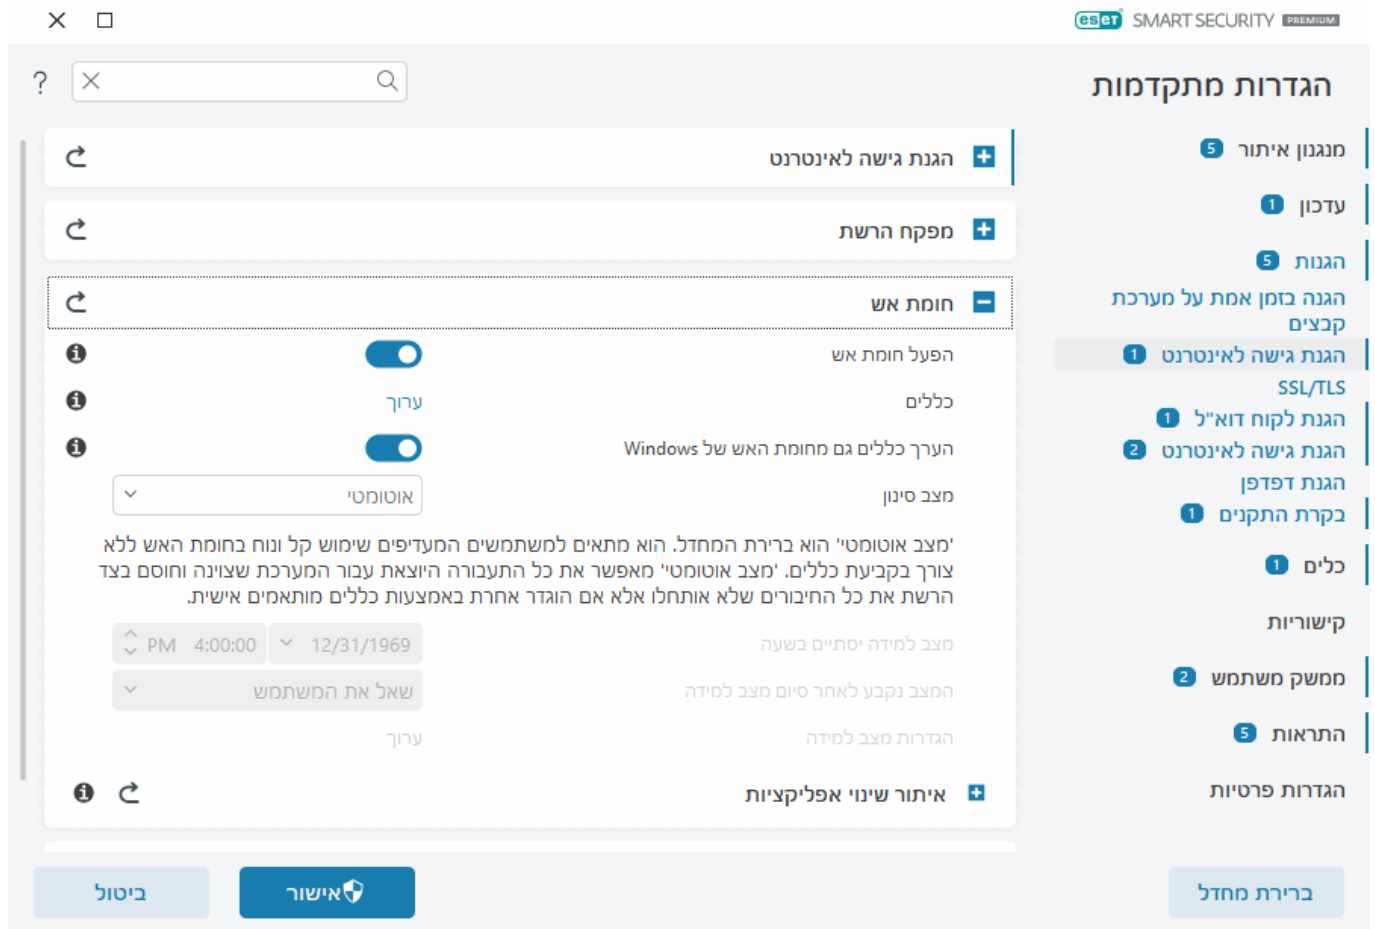 eset SMART SECURITY PREMIUM
הגדרות מתקדמות
?
מנגנון איתור 5
עדכון 1
הגנות 5
הגנה בזמן אמת על מערכת
קבצים
הגנת גישה לאינטרנט 1
SSL/TLS
הגנת לקוח דוא"ל 1
הגנת גישה לאינטרנט 2
הגנת דפדפן
בקרת התקנים 1
כלים 1
קישוריות
ממשק משתמש 2
התראות 5
הגדרות פרטיות
הגנת גישה לאינטרנט
מפקח הרשת
חומת אש
הפעל חומת אש
כללים ערוך
הערך כללים גם מחומת האש של Windows
מצב סינון אוטומטי
'מצב אוטומטי' הוא ברירת המחדל. הוא מתאים למשתמשים המעדיפים שימוש קל ונוח בחומת האש ללא
צורך בקביעת כללים. 'מצב אוטומטי' מאפשר את כל התעבורה היוצאת עבור המערכת שצוינה וחוסם בצד
הרשת את כל החיבורים שלא אותחלו אלא אם הוגדר אחרת באמצעות כללים מותאמים אישית.
מצב למידה יסתיים בשעה 12/31/1969 4:00:00 PM
המצב נקבע לאחר סיום מצב למידה שאל את המשתמש
הגדרות מצב למידה ערוך
איתור שינוי אפליקציות
ברירת מחדל
אישור
ביטול